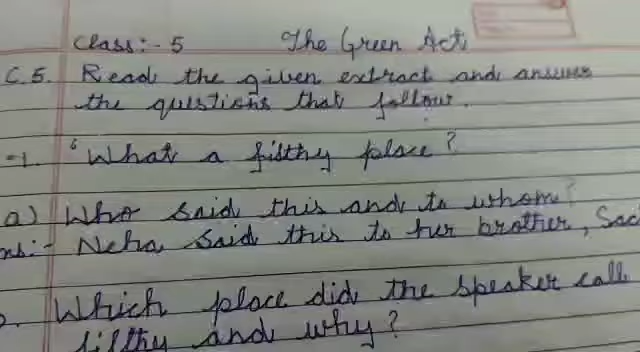 Class:- 5 The Green Act
C.5. Read the given extract and answer
the questions that follow.
-1. "What a filthy place?
a) Who said this and to whom?
ns:- Neha said this to her brother, Sac
Which place did the speaker call
filthy and why?